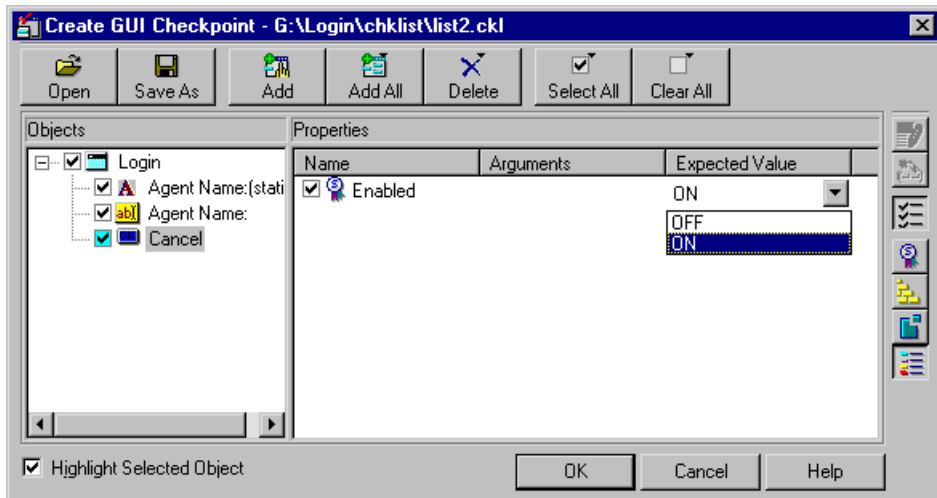 Create GUI Checkpoint - G:\Login\chklist\list2.ckl
Open Save As Add Add All Delete Select All Clear All
Objects Properties
Name Arguments Expected Value
Login
Agent Name:(stati
Agent Name:
Cancel
Enabled ON
OFF
ON
Highlight Selected Object OK Cancel Help